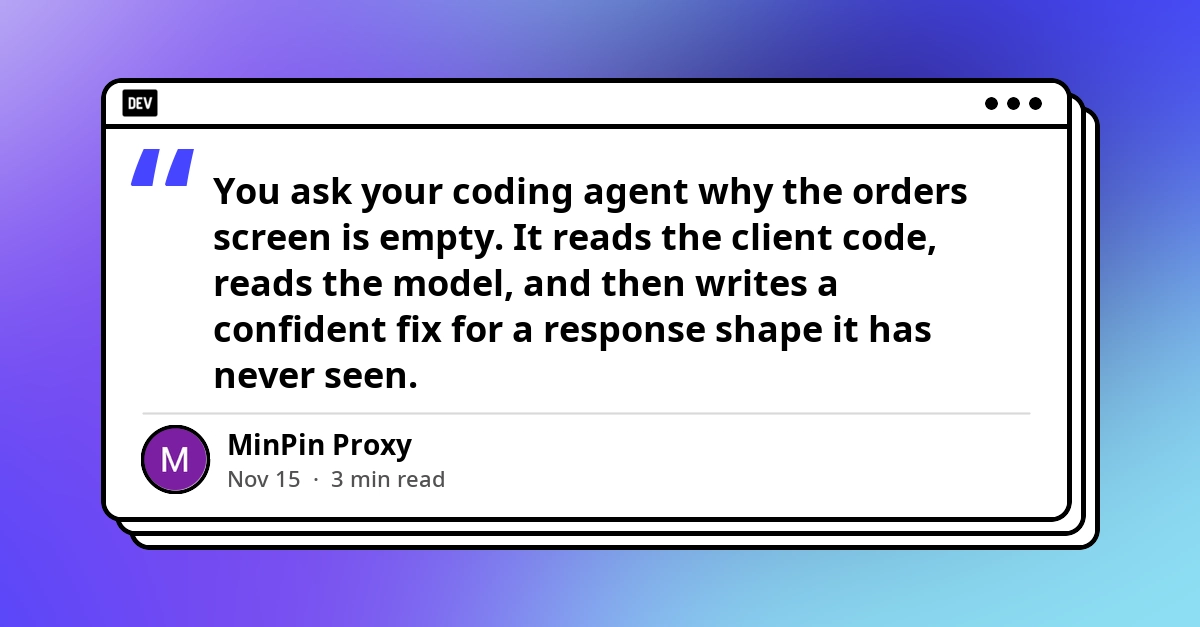 DEV
“ You ask your coding agent why the orders
screen is empty. It reads the client code,
reads the model, and then writes a
confident fix for a response shape it has
never seen.
M
MinPin Proxy
Nov 15 · 3 min read